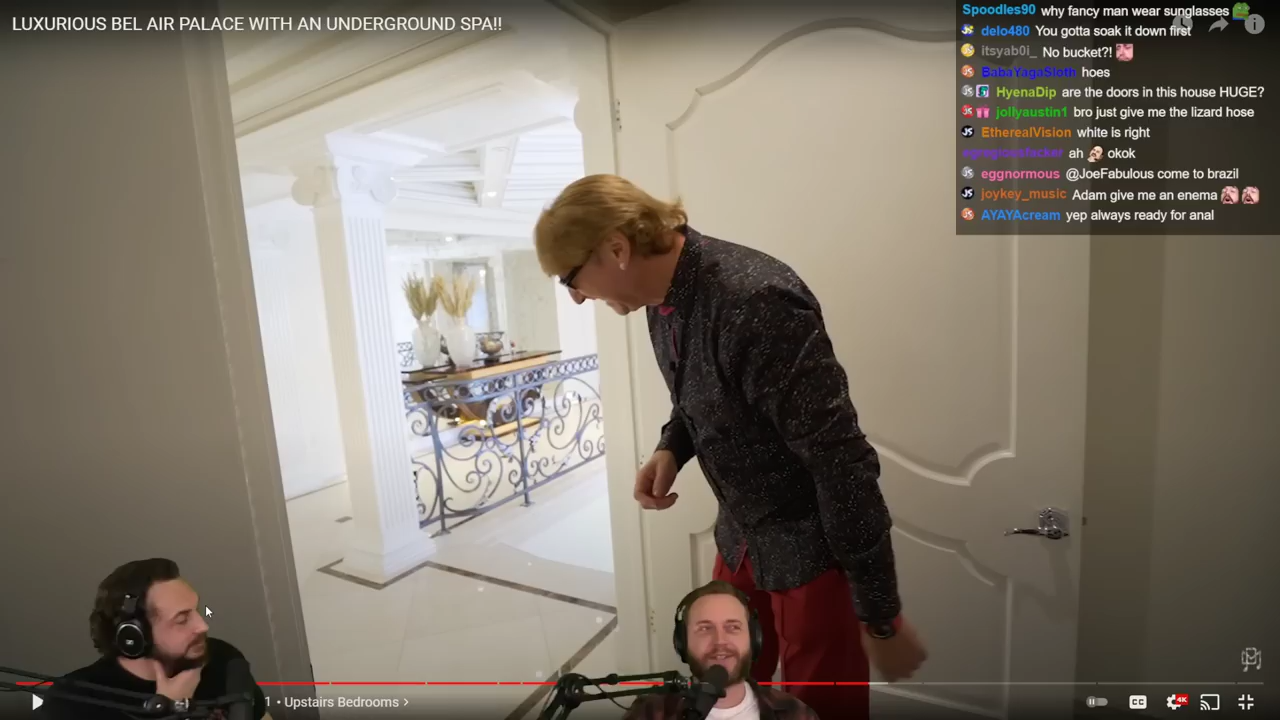 LUXURIOUS BEL AIR PALACE WITH AN UNDERGROUND SPA!!
Spoodles90 why fancy man wear sunglasses
delo480 You gotta soak it down first
itsyab0i_ No bucket?!
BabaYagaSloth hoes
HyenaDip are the doors in this house HUGE?
jollyaustin1 bro just give me the lizard hose
EtherealVision white is right
ah okok
eggnormous @JoeFabulous come to brazil
joykey_music Adam give me an enema
AYAYAcream yep always ready for anal
1 • Upstairs Bedrooms >
CC
4K